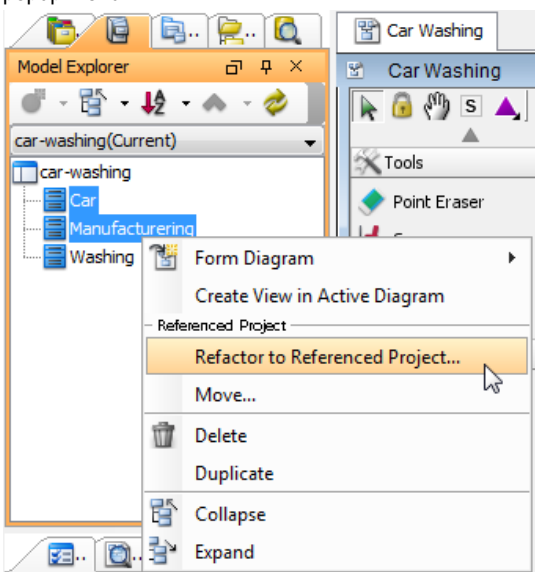 Car Washing
Model Explorer
Car Washing
S
car-washing(Current)
Tools
car-washing
Car
Point Eraser
Manufacturering
Washing
Form Diagram
Create View in Active Diagram
Referenced Project
Refactor to Referenced Project...
Move...
Delete
Duplicate
Collapse
Expand